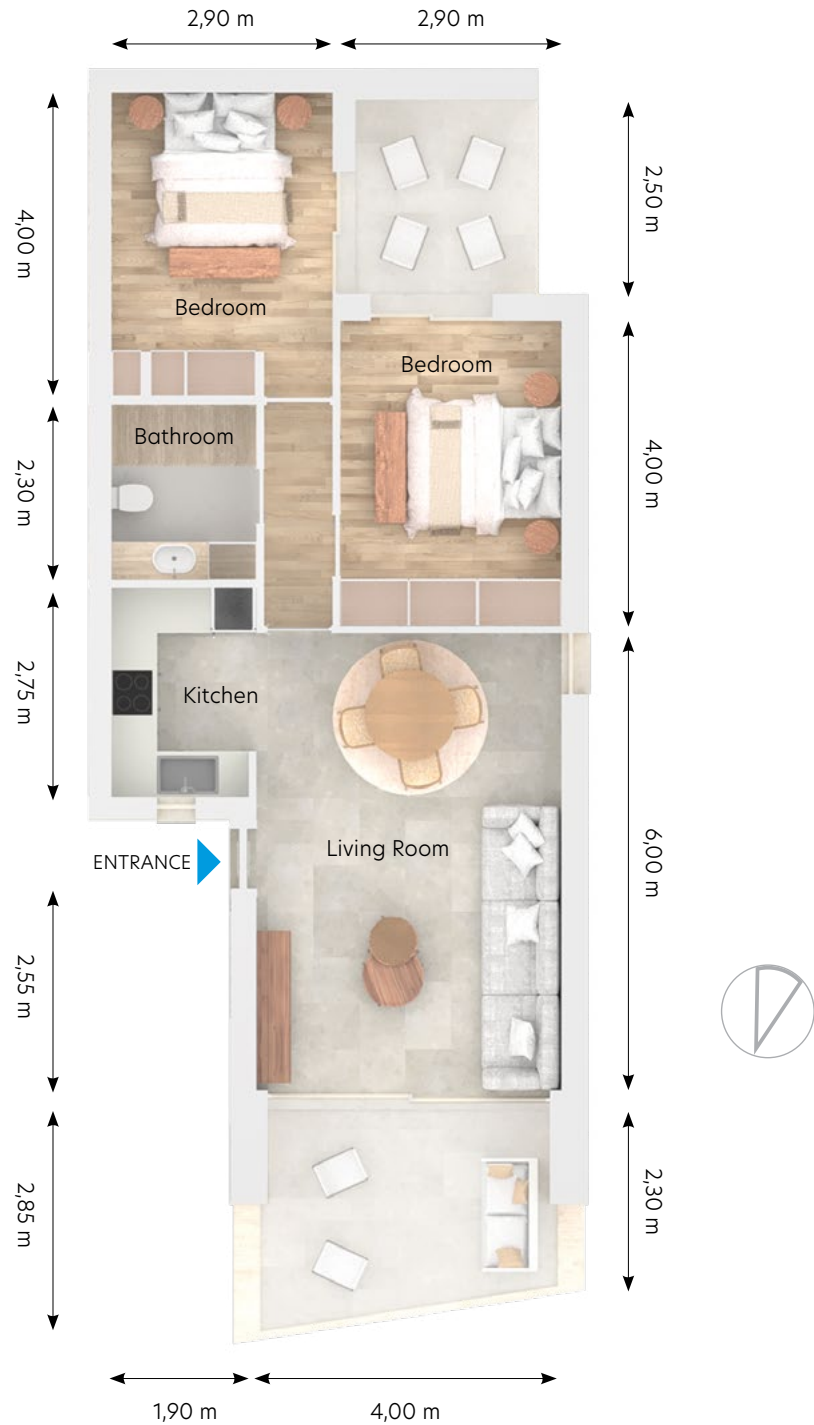 2,90 m
2,90 m
4,00 m
2,50 m
Bedroom
Bedroom
Bathroom
2,30 m
4,00 m
2,75 m
Kitchen
Living Room
6,00 m
ENTRANCE
2,55 m
2,85 m
2,30 m
1,90 m
4,00 m